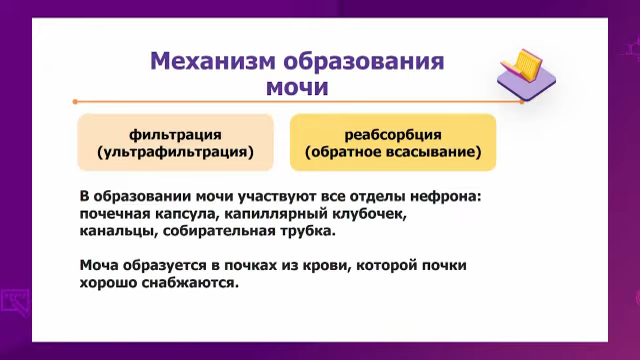 Механизм образования
мочи
фильтрация
(ультрафильтрация)
реабсорбция
(обратное всасывание)
В образовании мочи участвуют все отделы нефрона:
почечная капсула, капиллярный клубочек,
канальцы, собирательная трубка.
Моча образуется в почках из крови, которой почки
хорошо снабжаются.